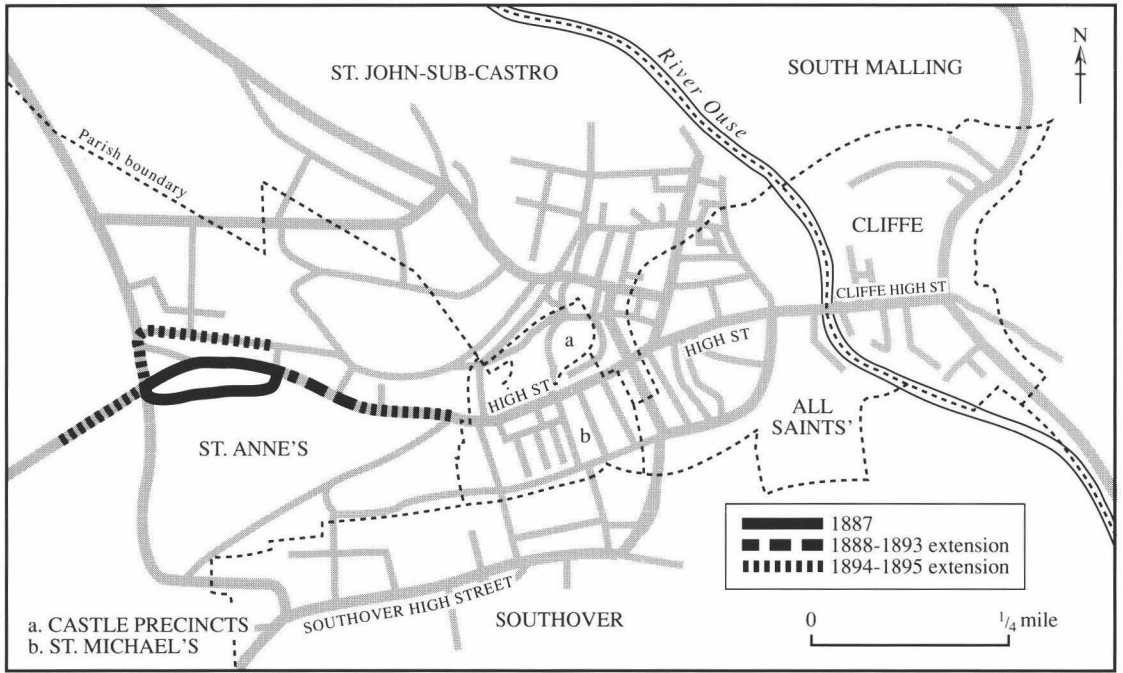 N
ST. JOHN-SUB-CASTRO
SOUTH MALLING
River Ouse
Parish boundary
CLIFFE
CLIFFE HIGH ST
a
HIGH ST
HIGH ST
b
ALL
SAINTS'
ST. ANNE'S
1887
1888-1893 extension
1894-1895 extension
SOUTHOVER HIGH STREET
SOUTHOVER
0 1/4 mile
a. CASTLE PRECINCTS
b. ST. MICHAEL'S